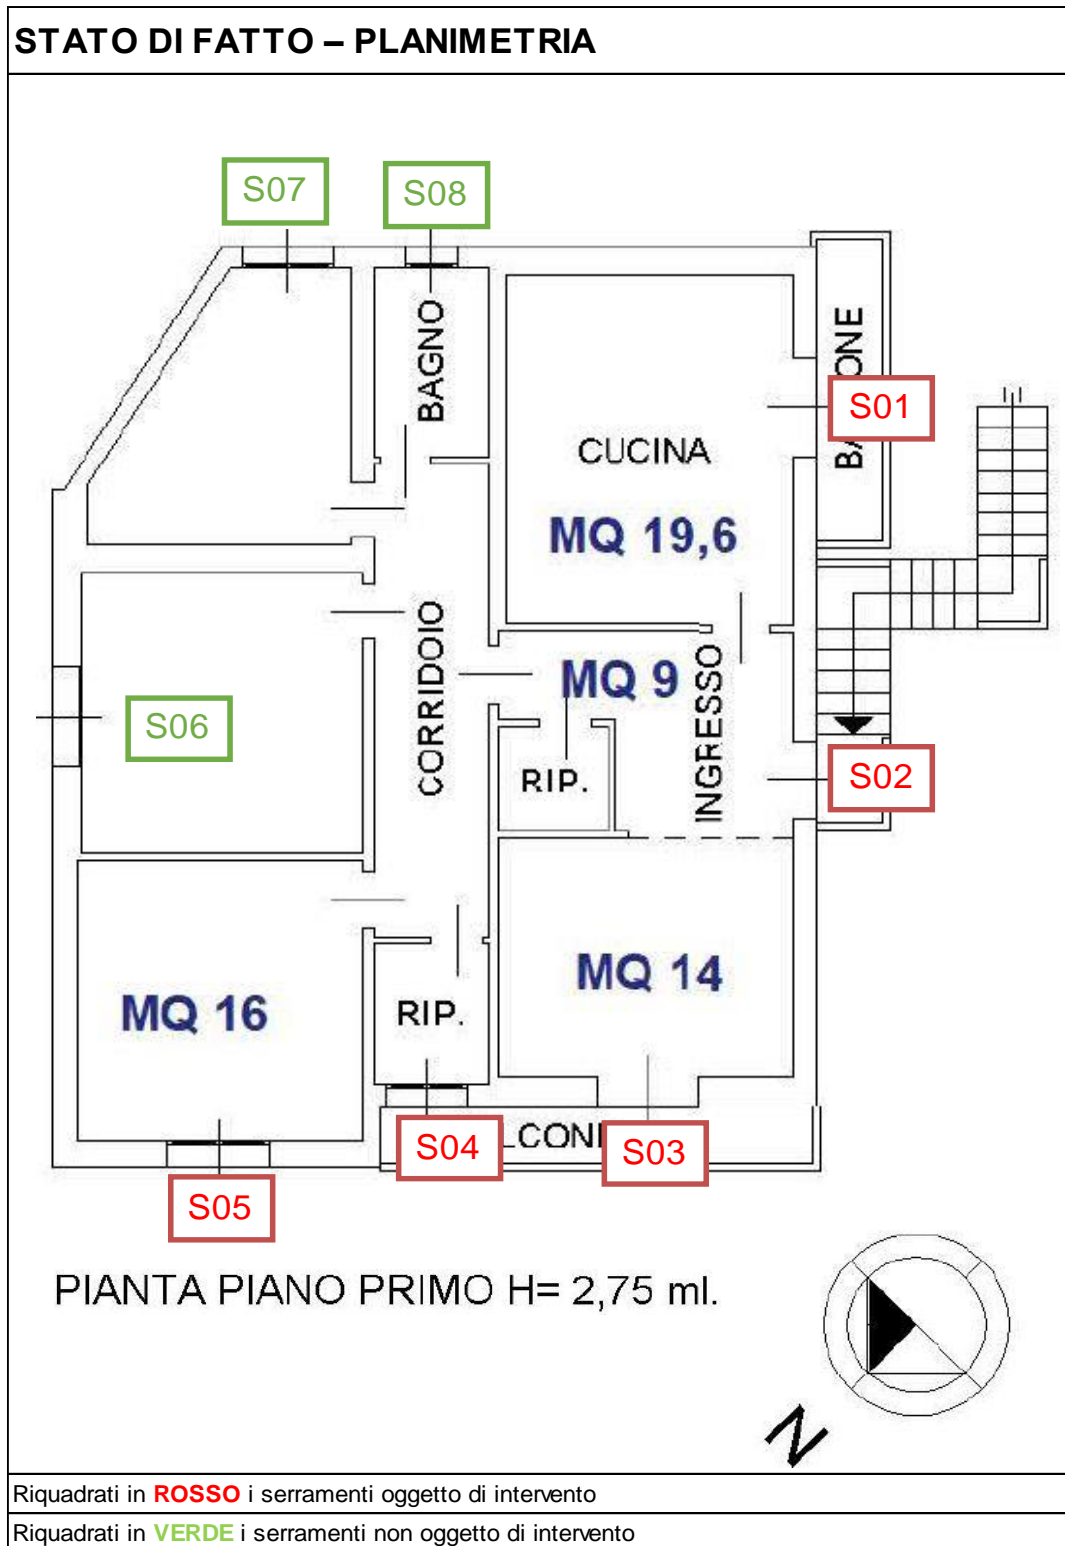 STATO DI FATTO – PLANIMETRIA
S07
S08
BAGNO
S01
CUCINA
MQ 19,6
CORRIDOIO
MQ 9
INGRESSO
S06
RIP.
S02
MQ 14
MQ 16
RIP.
S04
S03
S05
PIANTA PIANO PRIMO H= 2,75 ml.
N
Riquadrati in ROSSO i serramenti oggetto di intervento
Riquadrati in VERDE i serramenti non oggetto di intervento